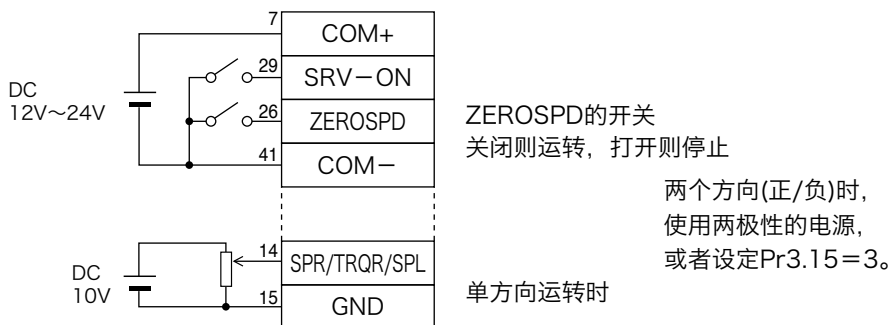 7
COM+
29
SRV－ON
DC
12V～24V
26
ZEROSPD
ZEROSPD的开关
关闭则运转，打开则停止
41
COM－
两个方向(正/负)时，
使用两极性的电源，
或者设定Pr3.15＝3。
14
SPR/TRQR/SPL
DC
10V
15
GND
单方向运转时